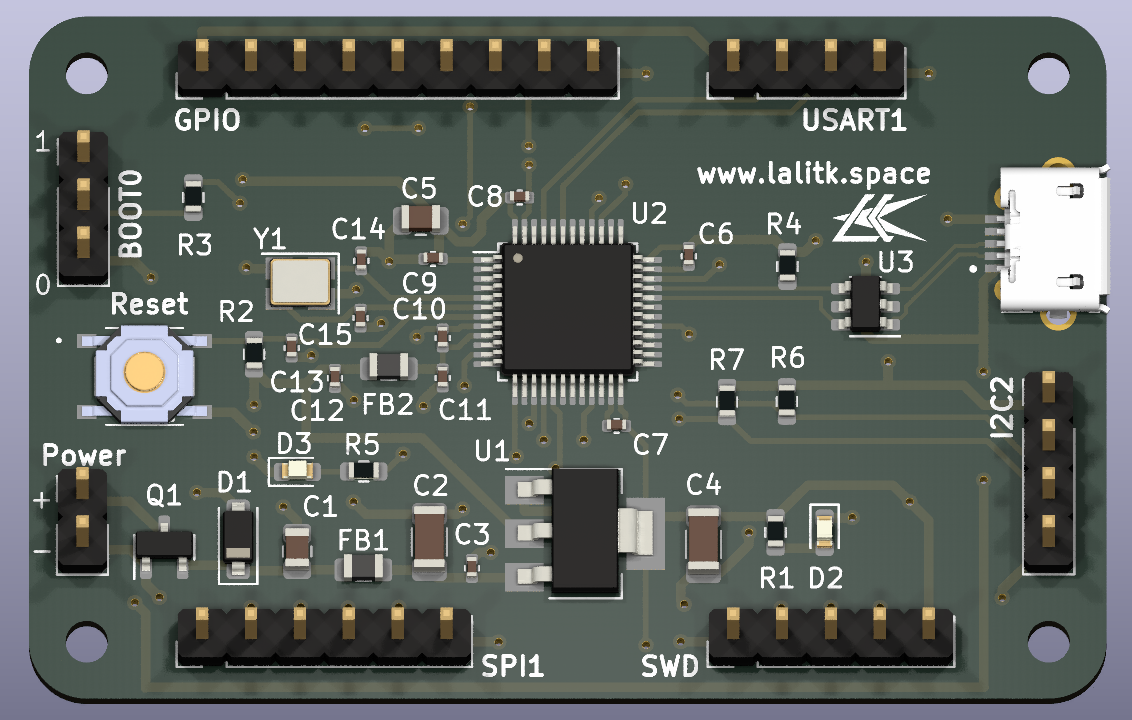 GPIO
USART1
1
BOOT0
0
www.lalitk.space
R3
C5
C8
U2
Y1
C14
C6
R4
U3
C9
Reset
R2
C10
C15
R7
R6
C13
FB2
C12
C11
I2C2
Power
D3
R5
U1
C7
+
Q1
D1
C1
C2
C4
−
FB1
C3
R1
D2
SPI1
SWD